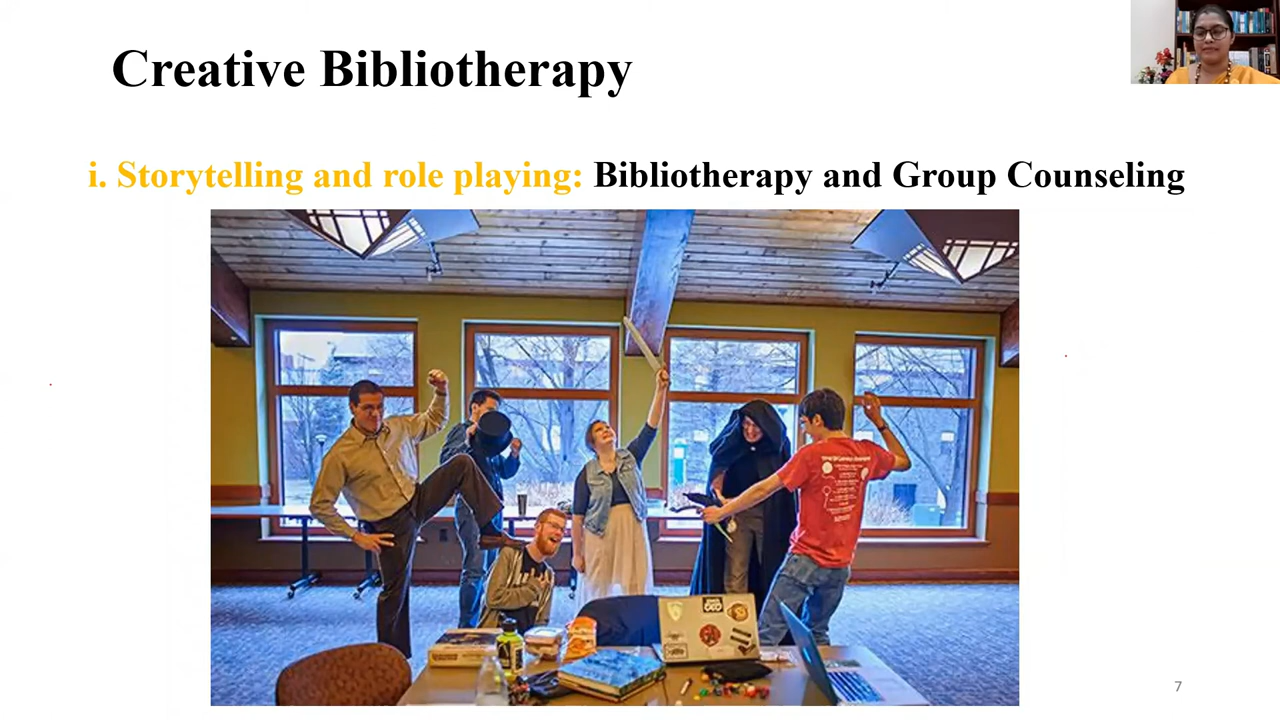 Creative Bibliotherapy
i. Storytelling and role playing: Bibliotherapy and Group Counseling
7